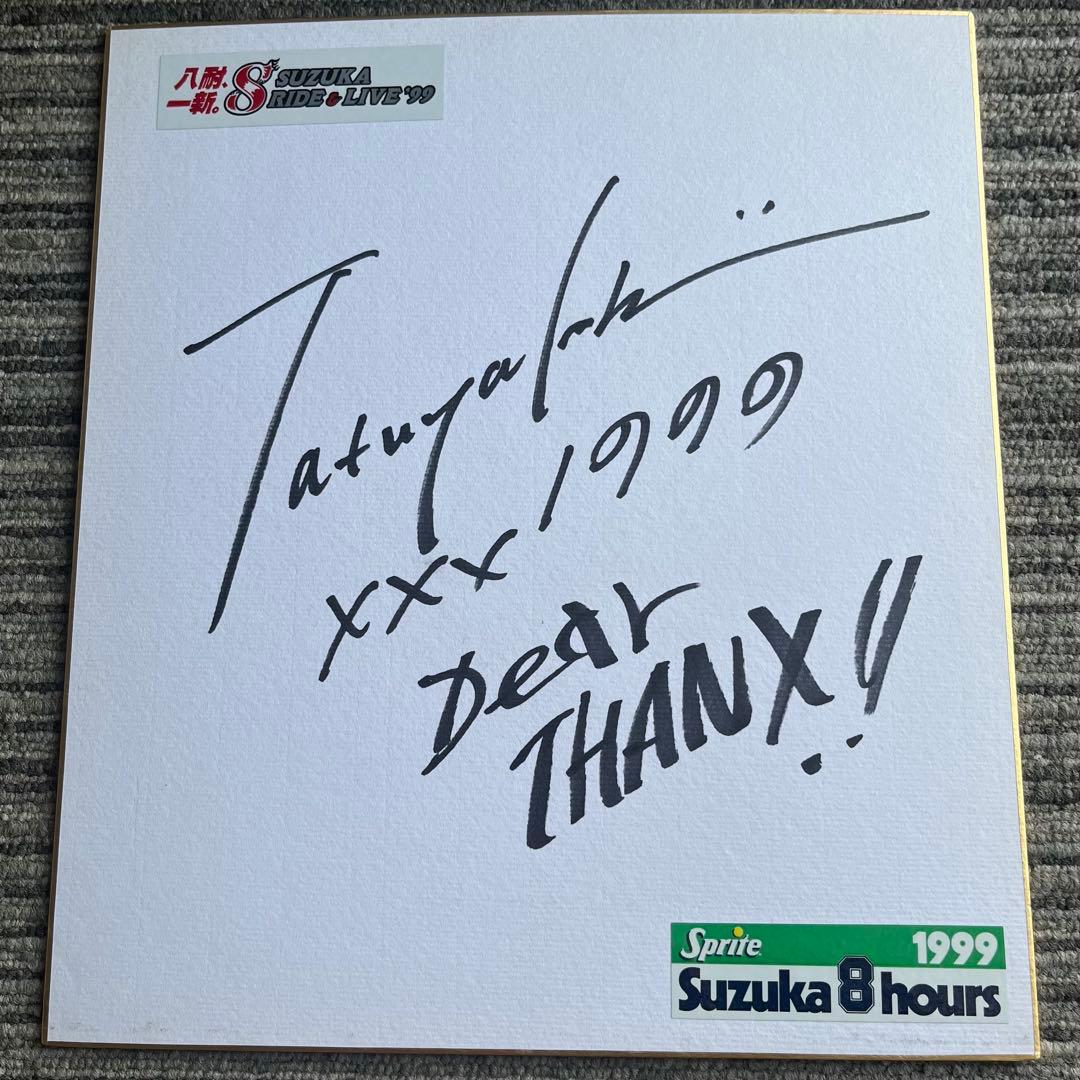 八耐、一新。 8 SUZUKA RIDE & LIVE '99
Tatuya Ishii
xxx 1999
Dear
THANX!!
Sprite 1999
Suzuka 8 hours